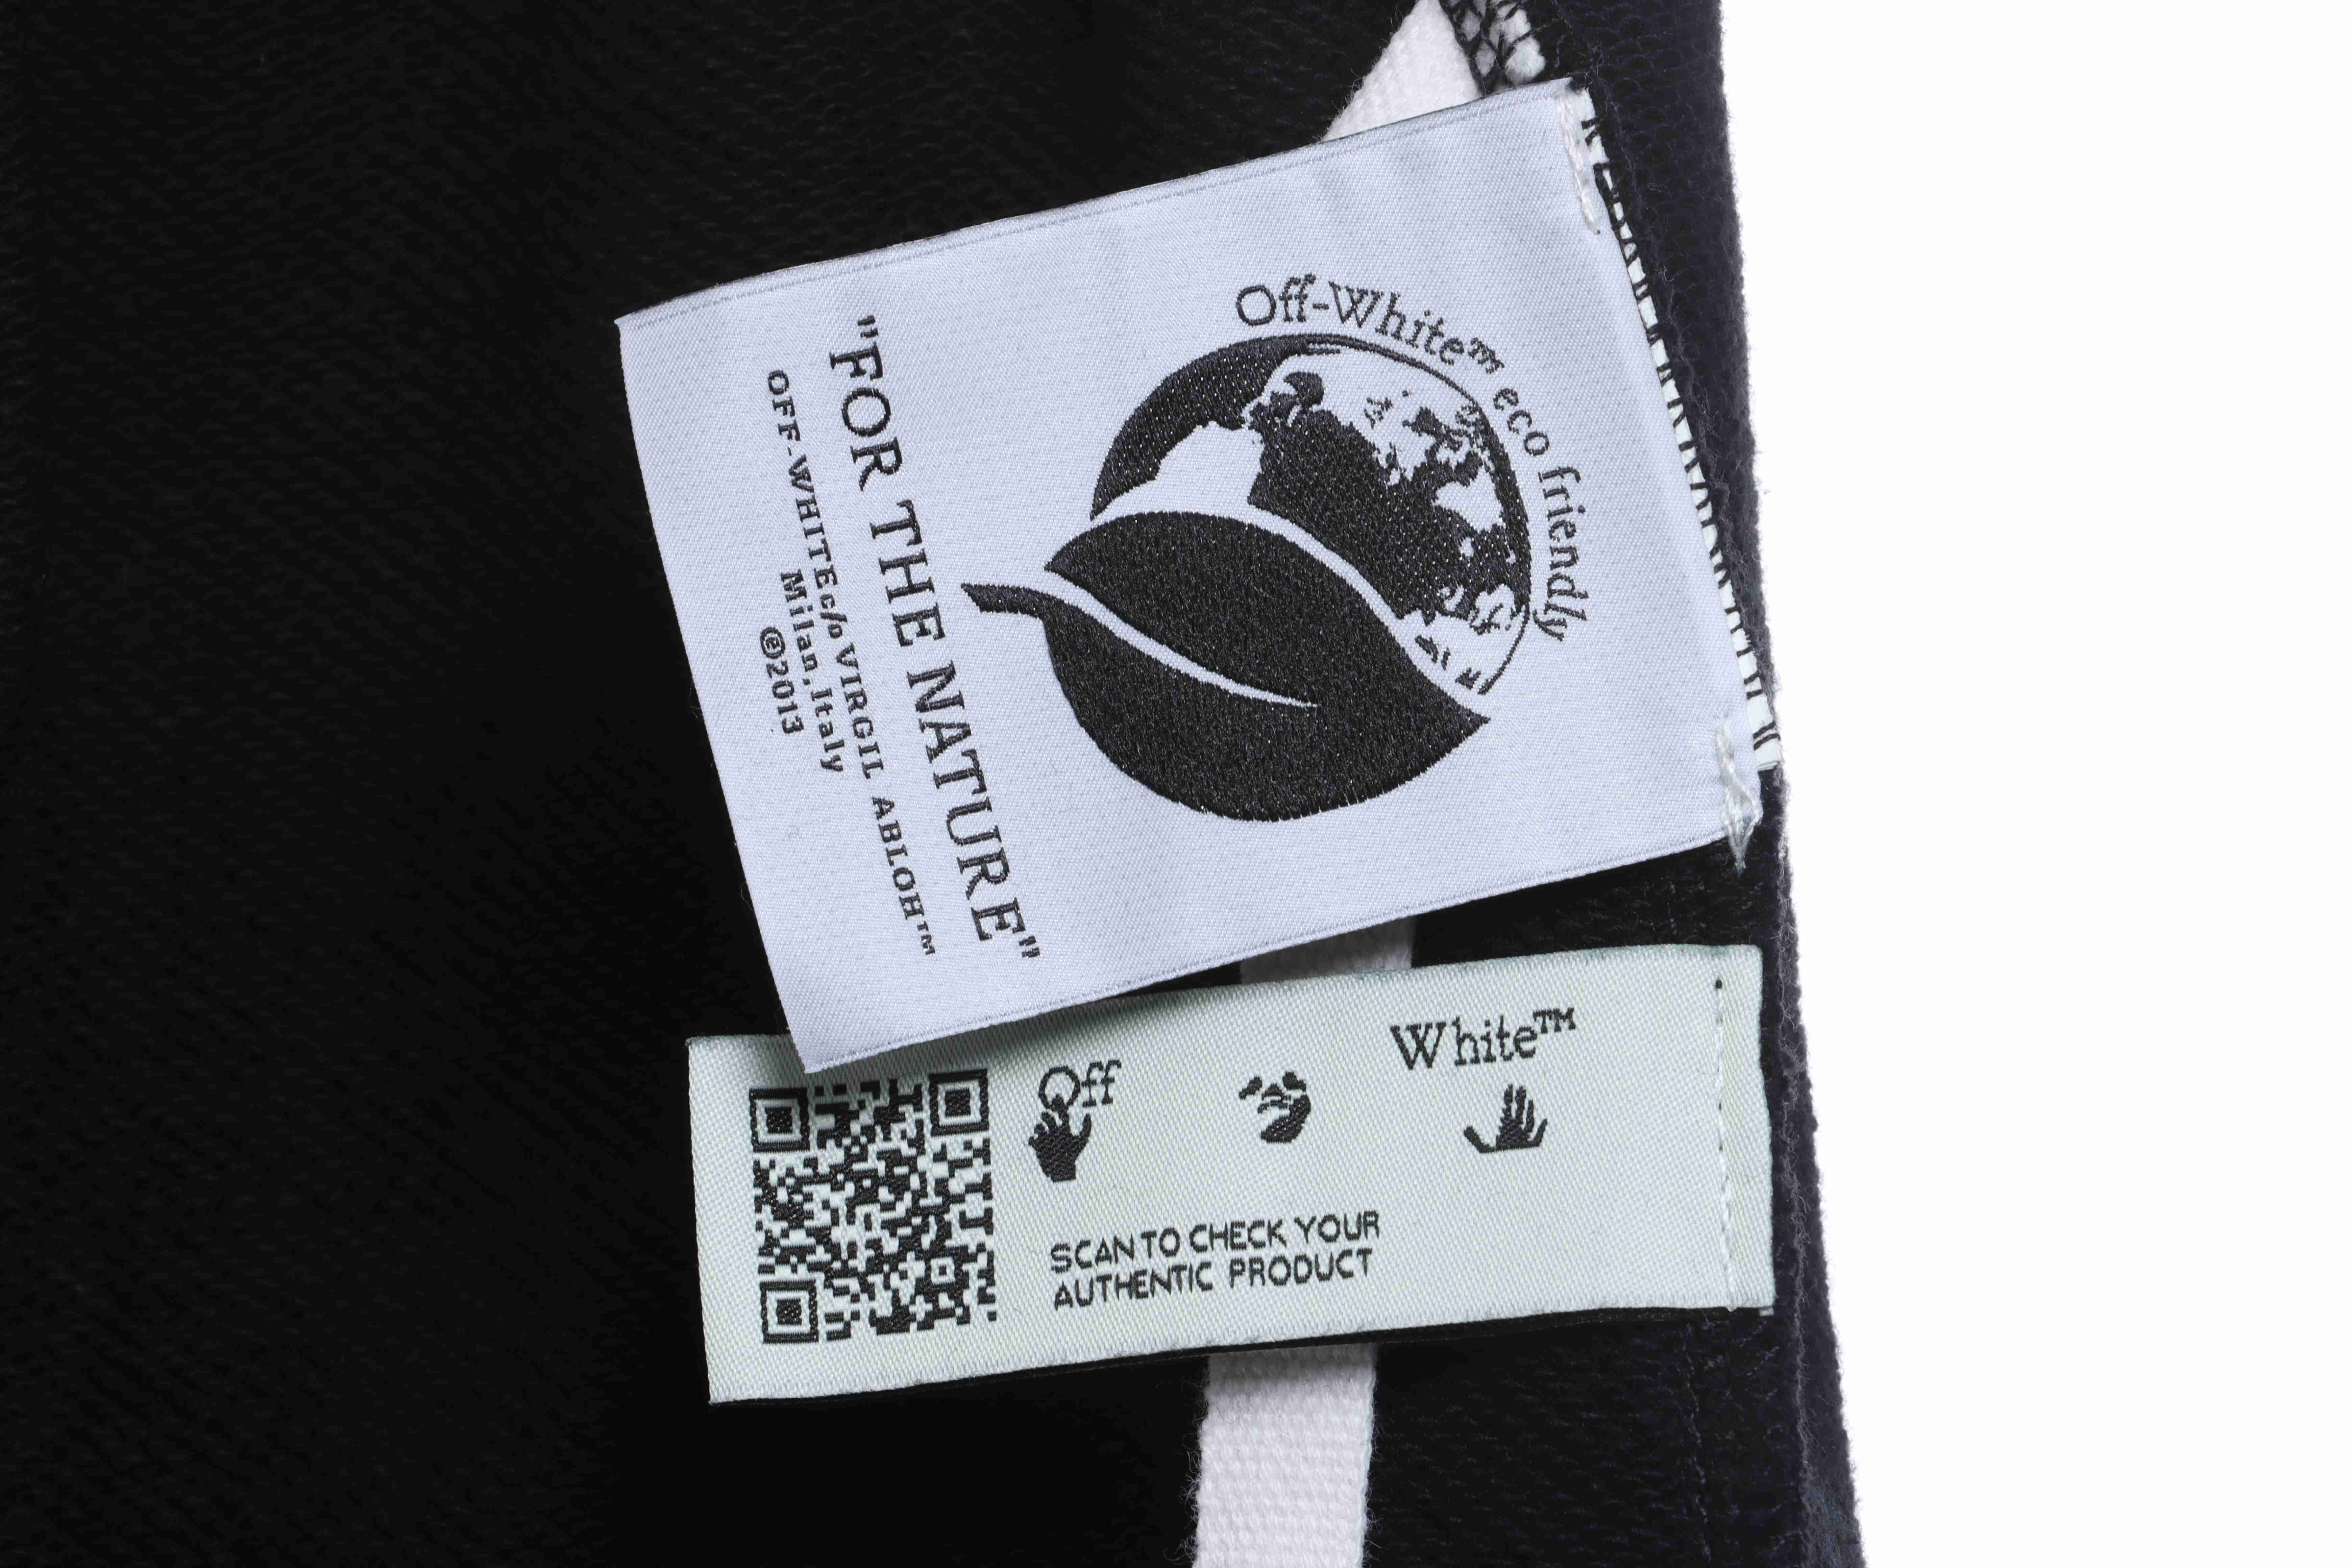 Off-White™ eco friendly
"FOR THE NATURE"
OFF-WHITE c/o VIRGIL ABLOH™
Milan, Italy
©2013
Off White™
SCAN TO CHECK YOUR
AUTHENTIC PRODUCT